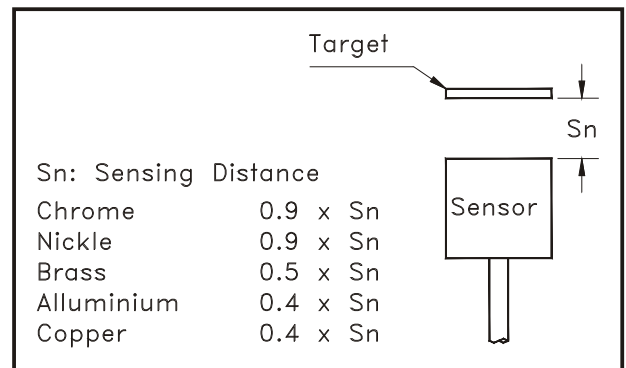 Target
Sn
Sn: Sensing Distance
Sensor
Chrome 0.9 x Sn
Nickle 0.9 x Sn
Brass 0.5 x Sn
Alluminium 0.4 x Sn
Copper 0.4 x Sn